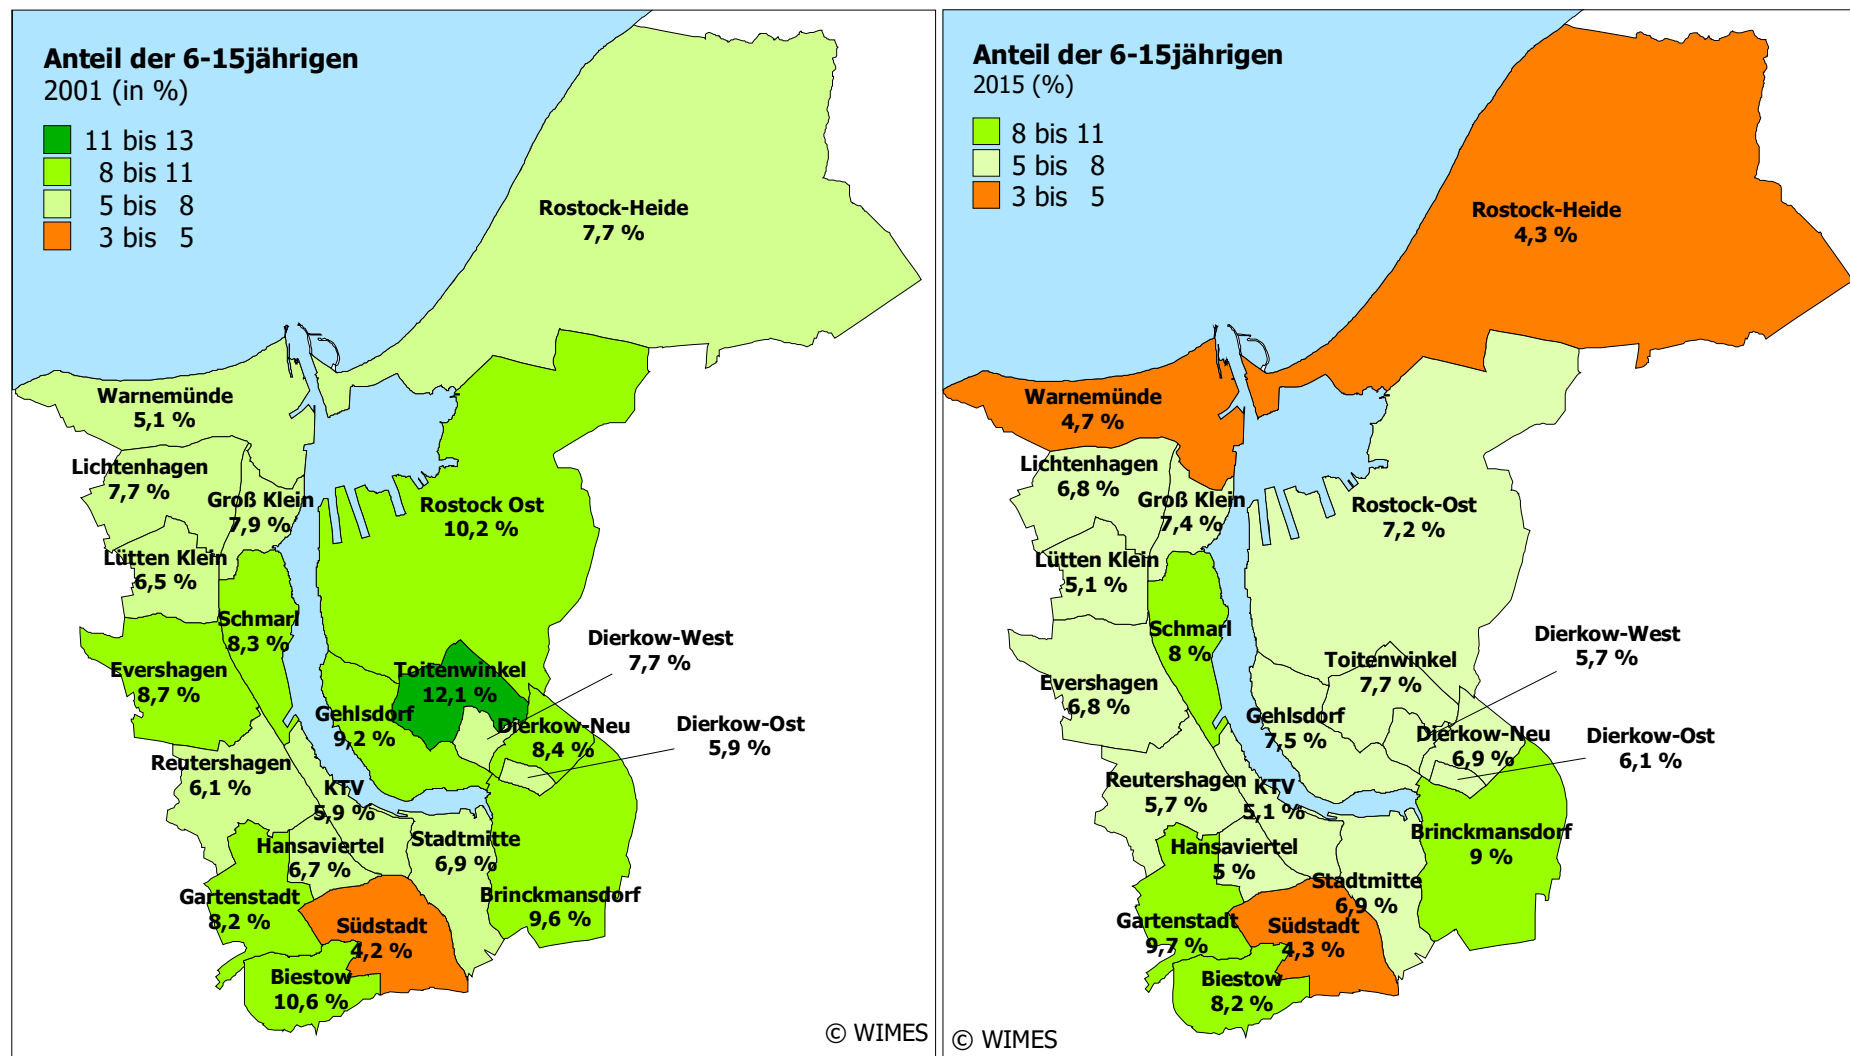 Anteil der 6-15jährigen
2001 (in %)
11 bis 13
8 bis 11
5 bis 8
3 bis 5
Rostock-Heide
7,7 %
Warnemünde
5,1 %
Lichtenhagen
7,7 %
Groß Klein
7,9 %
Rostock Ost
10,2 %
Lütten Klein
6,5 %
Schmarl
8,3 %
Dierkow-West
7,7 %
Evershagen
8,7 %
Toitenwinkel
12,1 %
Gehlsdorf
9,2 %
Dierkow-Neu
8,4 %
Dierkow-Ost
5,9 %
Reutershagen
6,1 %
KTV
5,9 %
Hansaviertel
6,7 %
Stadtmitte
6,9 %
Gartenstadt
8,2 %
Brinckmansdorf
9,6 %
Südstadt
4,2 %
Biestow
10,6 %
© WIMES
Anteil der 6-15jährigen
2015 (%)
8 bis 11
5 bis 8
3 bis 5
Rostock-Heide
4,3 %
Warnemünde
4,7 %
Lichtenhagen
6,8 %
Groß Klein
7,4 %
Rostock-Ost
7,2 %
Lütten Klein
5,1 %
Schmarl
8 %
Dierkow-West
5,7 %
Evershagen
6,8 %
Toitenwinkel
7,7 %
Gehlsdorf
7,5 %
Dierkow-Neu
6,9 %
Dierkow-Ost
6,1 %
Reutershagen
5,7 %
KTV
5,1 %
Brinckmansdorf
9 %
Hansaviertel
5 %
Stadtmitte
6,9 %
Gartenstadt
9,7 %
Südstadt
4,3 %
Biestow
8,2 %
© WIMES